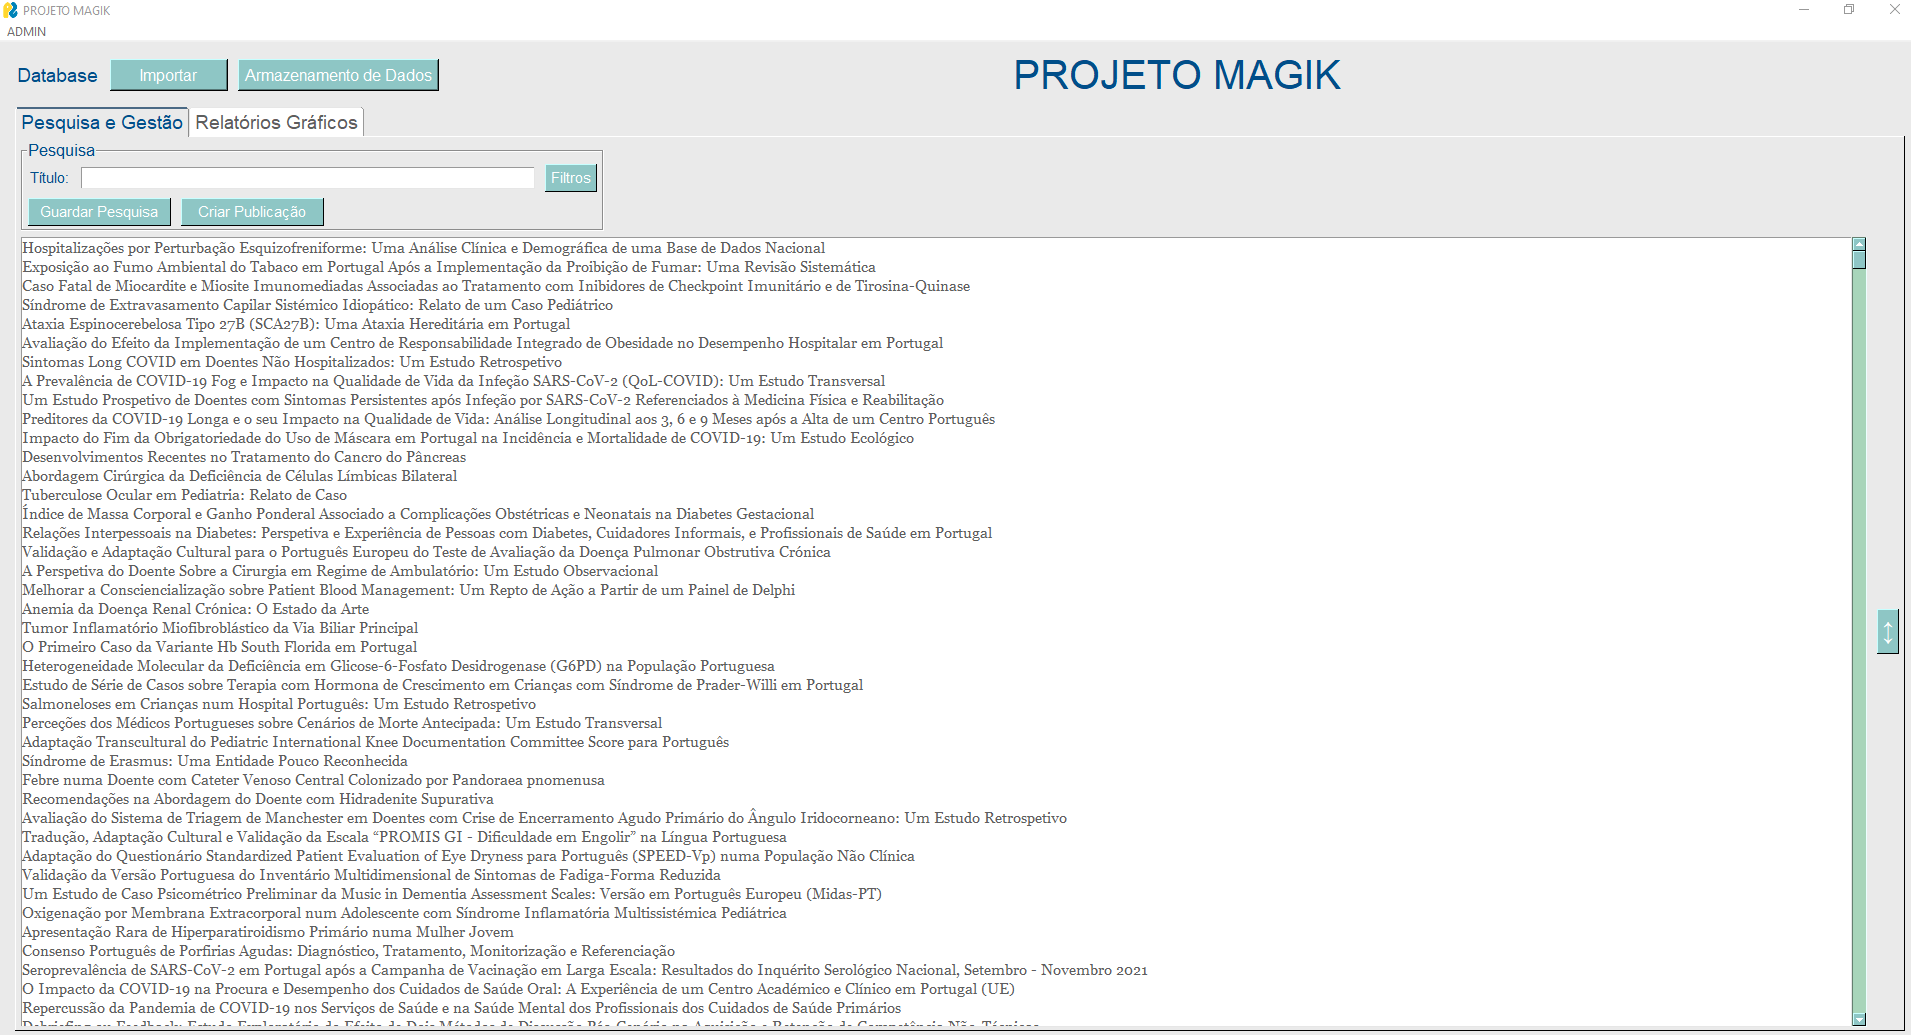 PROJETO MAGIK
ADMIN
Database
Importar
Armazenamento de Dados
PROJETO MAGIK
Pesquisa e Gestão
Relatórios Gráficos
Pesquisa
Título:
Filtros
Guardar Pesquisa
Criar Publicação
Hospitalizações por Perturbação Esquizofreniforme: Uma Análise Clínica e Demográfica de uma Base de Dados Nacional
Exposição ao Fumo Ambiental do Tabaco em Portugal Após a Implementação da Proibição de Fumar: Uma Revisão Sistemática
Caso Fatal de Miocardite e Miosite Imunomediadas Associadas ao Tratamento com Inibidores de Checkpoint Imunitário e de Tirosina-Quinase
Síndrome de Extravasamento Capilar Sistémico Idiopático: Relato de um Caso Pediátrico
Ataxia Espinocerebelosa Tipo 27B (SCA27B): Uma Ataxia Hereditária em Portugal
Avaliação do Efeito da Implementação de um Centro de Responsabilidade Integrado de Obesidade no Desempenho Hospitalar em Portugal
Sintomas Long COVID em Doentes Não Hospitalizados: Um Estudo Retrospetivo
A Prevalência de COVID-19 Fog e Impacto na Qualidade de Vida da Infeção SARS-CoV-2 (QoL-COVID): Um Estudo Transversal
Um Estudo Prospetivo de Doentes com Sintomas Persistentes após Infeção por SARS-CoV-2 Referenciados à Medicina Física e Reabilitação
Preditores da COVID-19 Longa e o seu Impacto na Qualidade de Vida: Análise Longitudinal aos 3, 6 e 9 Meses após a Alta de um Centro Português
Impacto do Fim da Obrigatoriedade do Uso de Máscara em Portugal na Incidência e Mortalidade de COVID-19: Um Estudo Ecológico
Desenvolvimentos Recentes no Tratamento do Cancro do Pâncreas
Abordagem Cirúrgica da Deficiência de Células Límbicas Bilateral
Tuberculose Ocular em Pediatria: Relato de Caso
Índice de Massa Corporal e Ganho Ponderal Associado a Complicações Obstétricas e Neonatais na Diabetes Gestacional
Relações Interpessoais na Diabetes: Perspetiva e Experiência de Pessoas com Diabetes, Cuidadores Informais, e Profissionais de Saúde em Portugal
Validação e Adaptação Cultural para o Português Europeu do Teste de Avaliação da Doença Pulmonar Obstrutiva Crónica
A Perspetiva do Doente Sobre a Cirurgia em Regime de Ambulatório: Um Estudo Observacional
Melhorar a Consciencialização sobre Patient Blood Management: Um Repto de Ação a Partir de um Painel de Delphi
Anemia da Doença Renal Crónica: O Estado da Arte
Tumor Inflamatório Miofibroblástico da Via Biliar Principal
O Primeiro Caso da Variante Hb South Florida em Portugal
Heterogeneidade Molecular da Deficiência em Glicose-6-Fosfato Desidrogenase (G6PD) na População Portuguesa
Estudo de Série de Casos sobre Terapia com Hormona de Crescimento em Crianças com Síndrome de Prader-Willi em Portugal
Salmoneloses em Crianças num Hospital Português: Um Estudo Retrospetivo
Perceções dos Médicos Portugueses sobre Cenários de Morte Antecipada: Um Estudo Transversal
Adaptação Transcultural do Pediatric International Knee Documentation Committee Score para Português
Síndrome de Erasmus: Uma Entidade Pouco Reconhecida
Febre numa Doente com Cateter Venoso Central Colonizado por Pandoraea pnomenusa
Recomendações na Abordagem do Doente com Hidradenite Supurativa
Avaliação do Sistema de Triagem de Manchester em Doentes com Crise de Encerramento Agudo Primário do Ângulo Iridocorneano: Um Estudo Retrospetivo
Tradução, Adaptação Cultural e Validação da Escala “PROMIS GI - Dificuldade em Engolir” na Língua Portuguesa
Adaptação do Questionário Standardized Patient Evaluation of Eye Dryness para Português (SPEED-Vp) numa População Não Clínica
Validação da Versão Portuguesa do Inventário Multidimensional de Sintomas de Fadiga-Forma Reduzida
Um Estudo de Caso Psicométrico Preliminar da Music in Dementia Assessment Scales: Versão em Português Europeu (Midas-PT)
Oxigenação por Membrana Extracorporal num Adolescente com Síndrome Inflamatória Multissistémica Pediátrica
Apresentação Rara de Hiperparatiroidismo Primário numa Mulher Jovem
Consenso Português de Porfirias Agudas: Diagnóstico, Tratamento, Monitorização e Referenciação
Seroprevalência de SARS-CoV-2 em Portugal após a Campanha de Vacinação em Larga Escala: Resultados do Inquérito Serológico Nacional, Setembro - Novembro 2021
O Impacto da COVID-19 na Procura e Desempenho dos Cuidados de Saúde Oral: A Experiência de um Centro Académico e Clínico em Portugal (UE)
Repercussão da Pandemia de COVID-19 nos Serviços de Saúde e na Saúde Mental dos Profissionais dos Cuidados de Saúde Primários